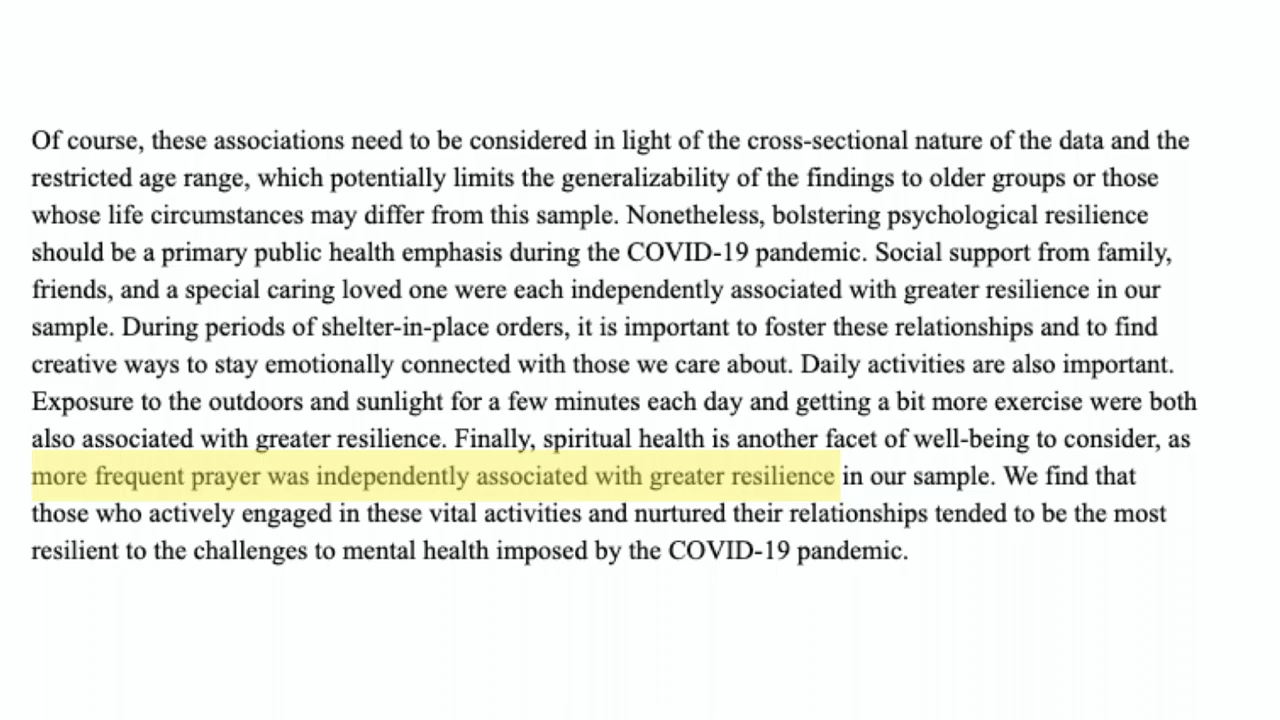 Of course, these associations need to be considered in light of the cross-sectional nature of the data and the
restricted age range, which potentially limits the generalizability of the findings to older groups or those
whose life circumstances may differ from this sample. Nonetheless, bolstering psychological resilience
should be a primary public health emphasis during the COVID-19 pandemic. Social support from family,
friends, and a special caring loved one were each independently associated with greater resilience in our
sample. During periods of shelter-in-place orders, it is important to foster these relationships and to find
creative ways to stay emotionally connected with those we care about. Daily activities are also important.
Exposure to the outdoors and sunlight for a few minutes each day and getting a bit more exercise were both
also associated with greater resilience. Finally, spiritual health is another facet of well-being to consider, as
more frequent prayer was independently associated with greater resilience in our sample. We find that
those who actively engaged in these vital activities and nurtured their relationships tended to be the most
resilient to the challenges to mental health imposed by the COVID-19 pandemic.